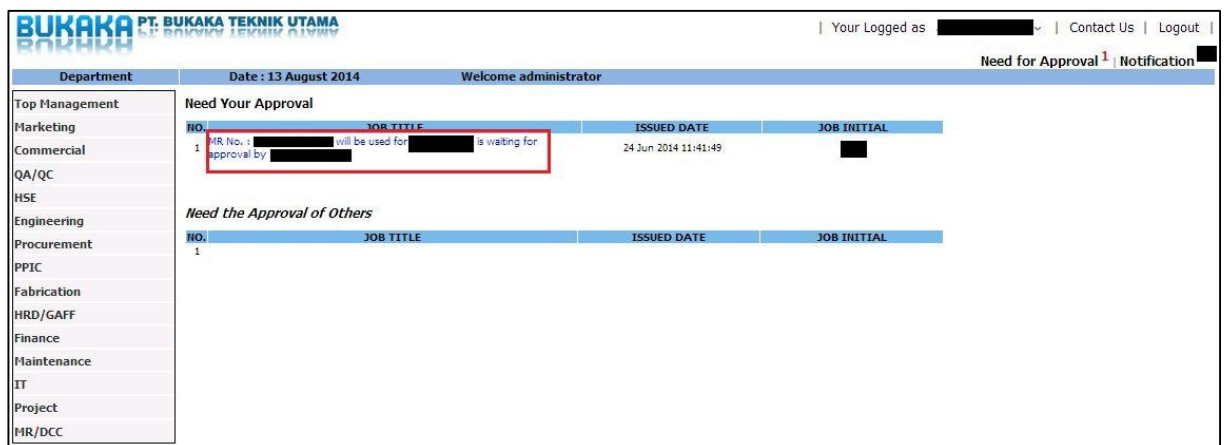 BUKAKA PT. BUKAKA TEKNIK UTAMA
| Your Logged as | Contact Us | Logout |
Need for Approval 1 | Notification
Department Date : 13 August 2014 Welcome administrator
Top Management
Marketing
Commercial
QA/QC
HSE
Engineering
Procurement
PPIC
Fabrication
HRD/GAFF
Finance
Maintenance
IT
Project
MR/DCC
Need Your Approval
NO. JOB TITLE ISSUED DATE JOB INITIAL
1 MR No. : will be used for is waiting for 24 Jun 2014 11:41:49
approval by
Need the Approval of Others
NO. JOB TITLE ISSUED DATE JOB INITIAL
1